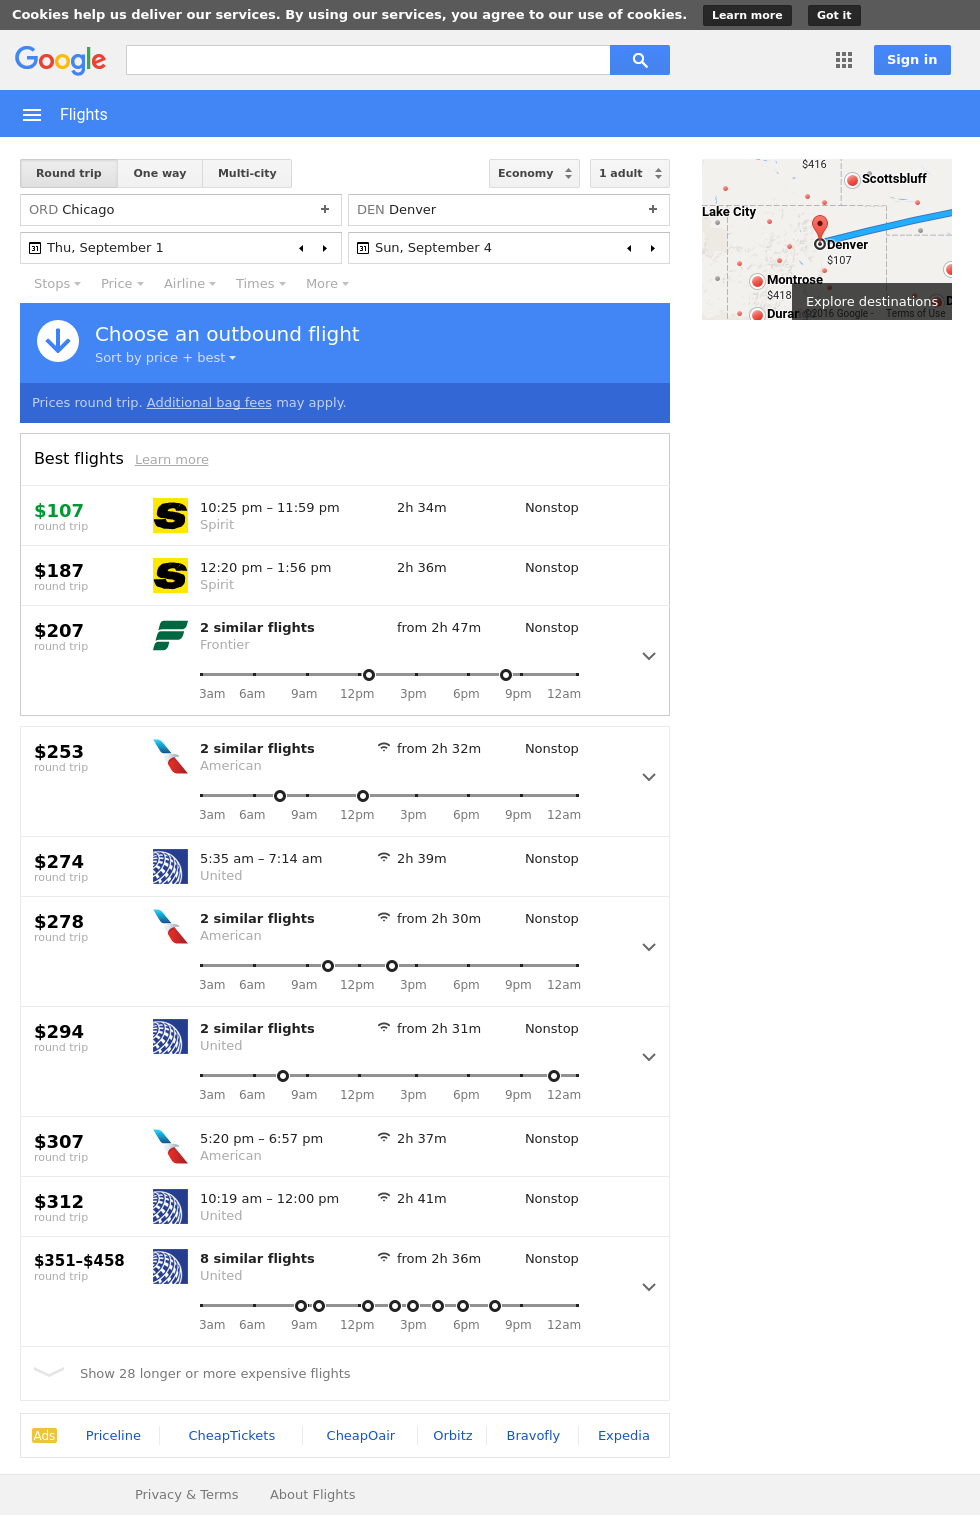 Cookies help us deliver our services. By using our services, you agree to our use of cookies. Learn more Got it
Google
Sign in
Flights
Round trip One way Multi-city Economy 1 adult
ORD Chicago + DEN Denver +
31 Thu, September 1 31 Sun, September 4
Stops Price Airline Times More
$416
Scottsbluff
Lake City
Denver
$107
Montrose
$418
Explore destinations
Duran
©2016 Google - Terms of Use
Choose an outbound flight
Sort by price + best
Prices round trip. Additional bag fees may apply.
Best flights Learn more
$107 10:25 pm – 11:59 pm 2h 34m Nonstop
round trip Spirit
$187 12:20 pm – 1:56 pm 2h 36m Nonstop
round trip Spirit
$207 2 similar flights from 2h 47m Nonstop
round trip Frontier
3am 6am 9am 12pm 3pm 6pm 9pm 12am
$253 2 similar flights from 2h 32m Nonstop
round trip American
3am 6am 9am 12pm 3pm 6pm 9pm 12am
$274 5:35 am – 7:14 am 2h 39m Nonstop
round trip United
$278 2 similar flights from 2h 30m Nonstop
round trip American
3am 6am 9am 12pm 3pm 6pm 9pm 12am
$294 2 similar flights from 2h 31m Nonstop
round trip United
3am 6am 9am 12pm 3pm 6pm 9pm 12am
$307 5:20 pm – 6:57 pm 2h 37m Nonstop
round trip American
$312 10:19 am – 12:00 pm 2h 41m Nonstop
round trip United
$351–$458 8 similar flights from 2h 36m Nonstop
round trip United
3am 6am 9am 12pm 3pm 6pm 9pm 12am
Show 28 longer or more expensive flights
Ads Priceline CheapTickets CheapOair Orbitz Bravofly Expedia
Privacy & Terms About Flights